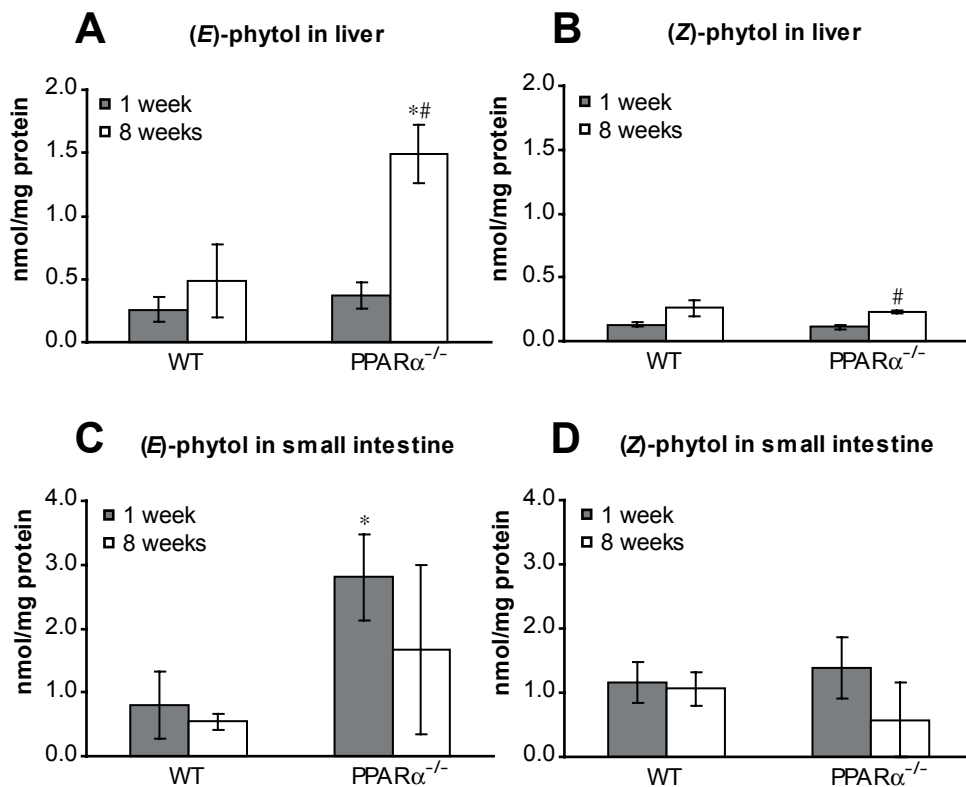 A (E)-phytol in liver
nmol/mg protein
2.0
1.5
1.0
0.5
0.0
1 week
8 weeks
*#
WT PPARα−/−
B (Z)-phytol in liver
nmol/mg protein
2.0
1.5
1.0
0.5
0.0
1 week
8 weeks
#
WT PPARα−/−
C (E)-phytol in small intestine
nmol/mg protein
4.0
3.0
2.0
1.0
0.0
1 week
8 weeks
*
WT PPARα−/−
D (Z)-phytol in small intestine
nmol/mg protein
4.0
3.0
2.0
1.0
0.0
1 week
8 weeks
WT PPARα−/−